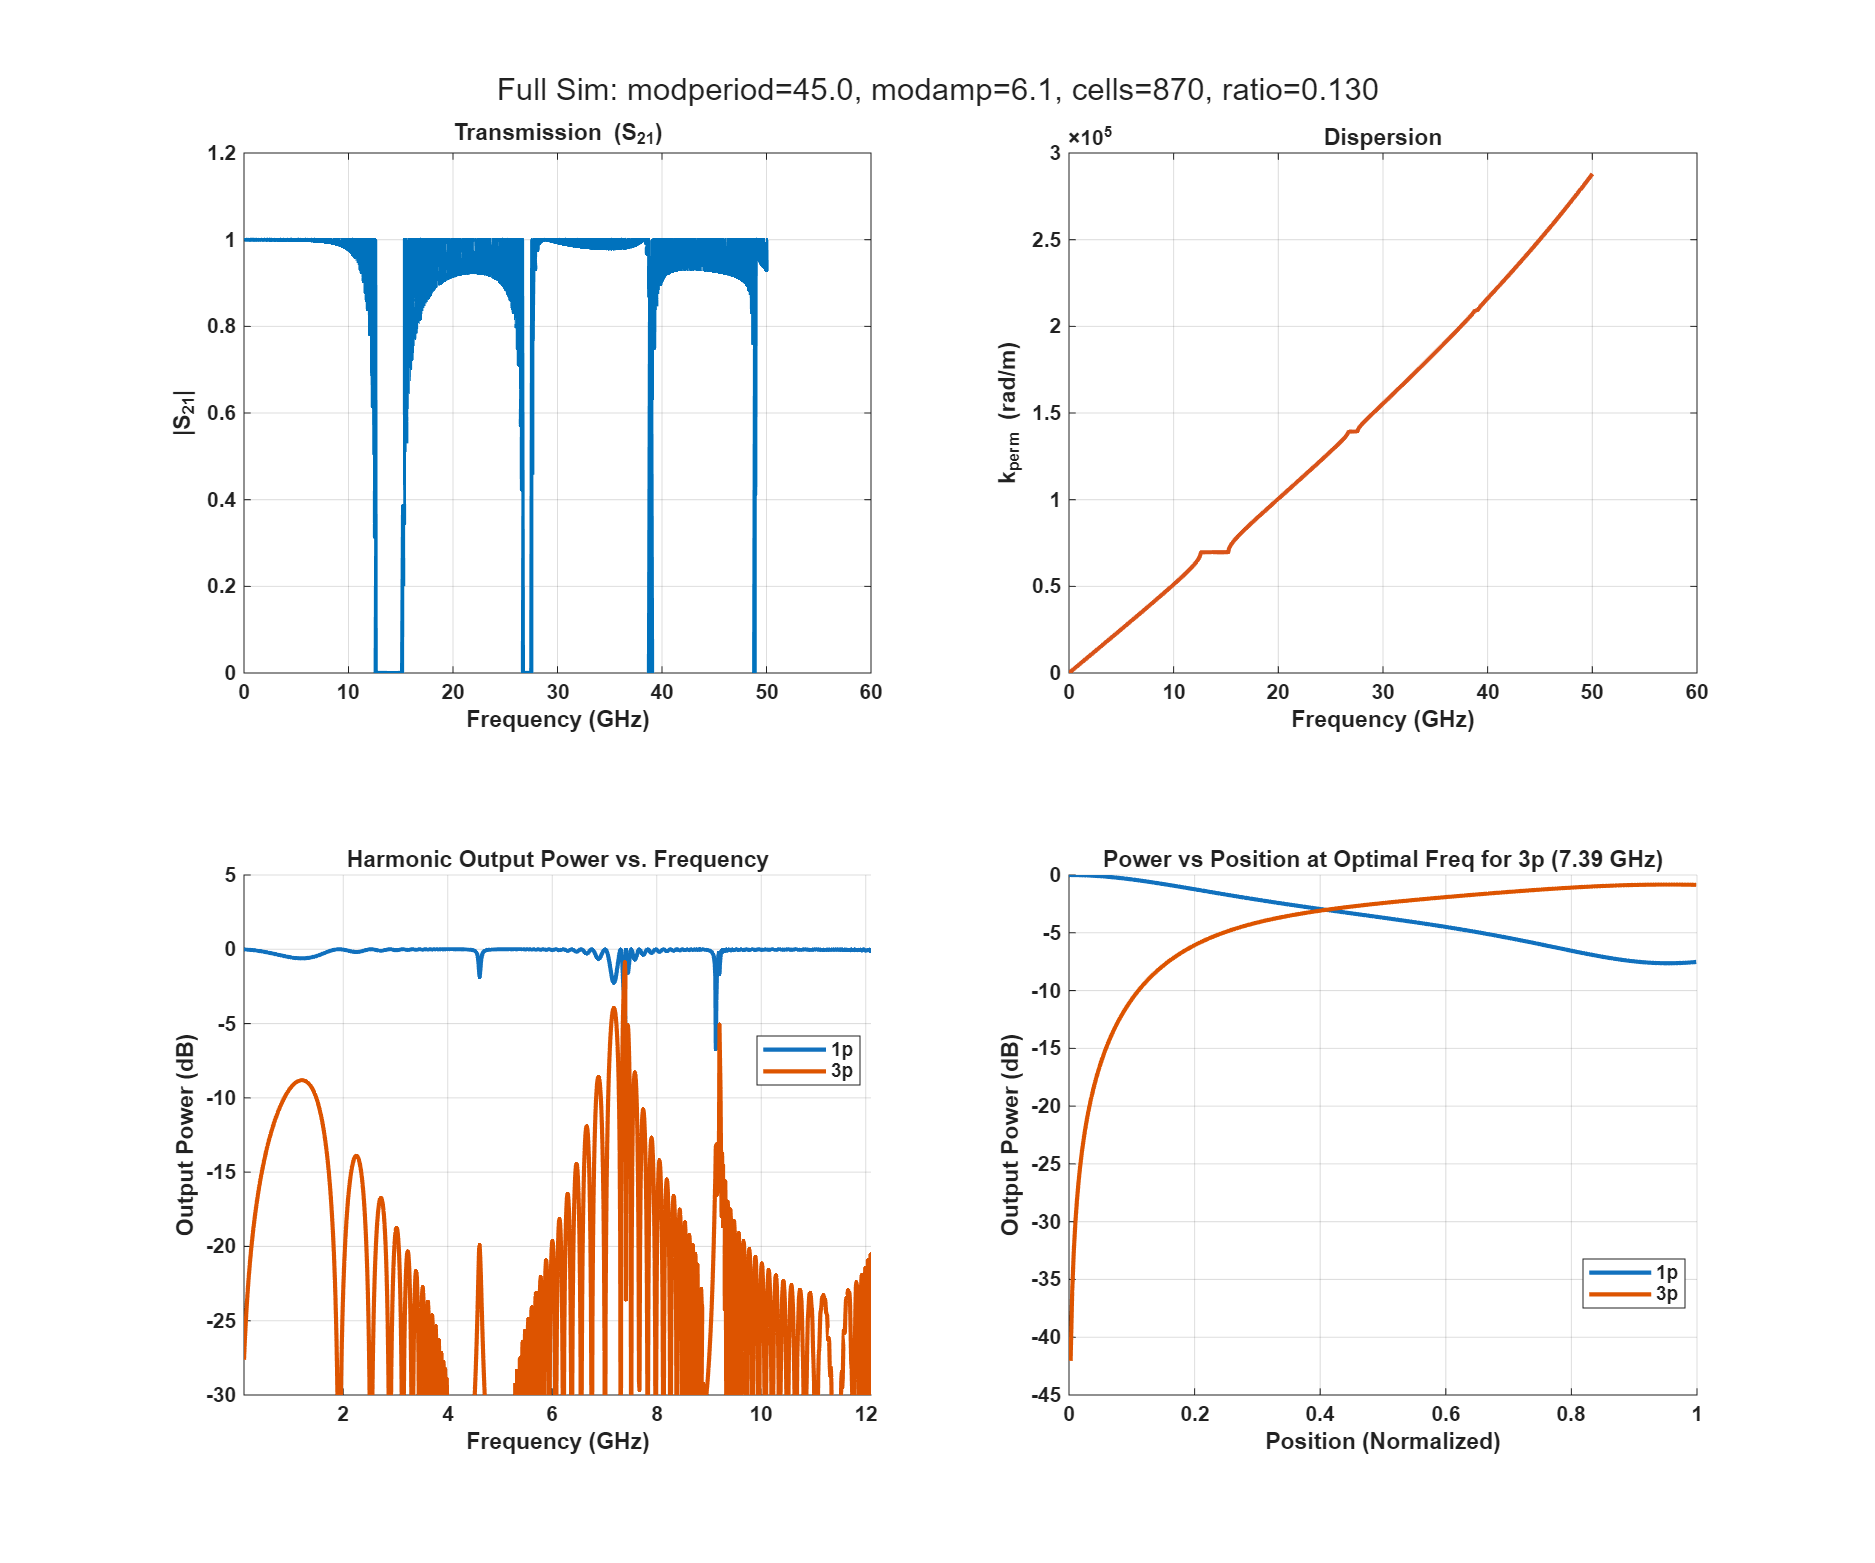 Full Sim: modperiod=45.0, modamp=6.1, cells=870, ratio=0.130
Transmission (S21)
1.2
1
0.8
0.6
0.4
0.2
0
|S21|
0 10 20 30 40 50 60
Frequency (GHz)
×10⁵
Dispersion
3
2.5
2
1.5
1
0.5
0
kperm (rad/m)
0 10 20 30 40 50 60
Frequency (GHz)
Harmonic Output Power vs. Frequency
5
0
-5
-10
-15
-20
-25
-30
Output Power (dB)
1p
3p
2 4 6 8 10 12
Frequency (GHz)
Power vs Position at Optimal Freq for 3p (7.39 GHz)
0
-5
-10
-15
-20
-25
-30
-35
-40
-45
Output Power (dB)
1p
3p
0 0.2 0.4 0.6 0.8 1
Position (Normalized)